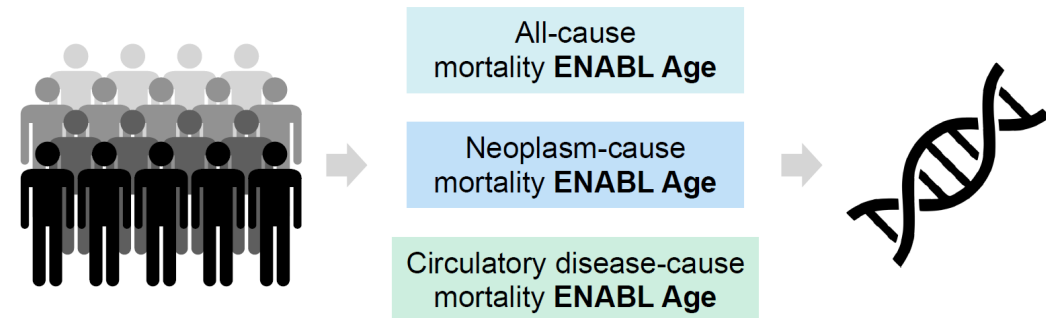 All-cause
mortality ENABL Age
Neoplasm-cause
mortality ENABL Age
Circulatory disease-cause
mortality ENABL Age